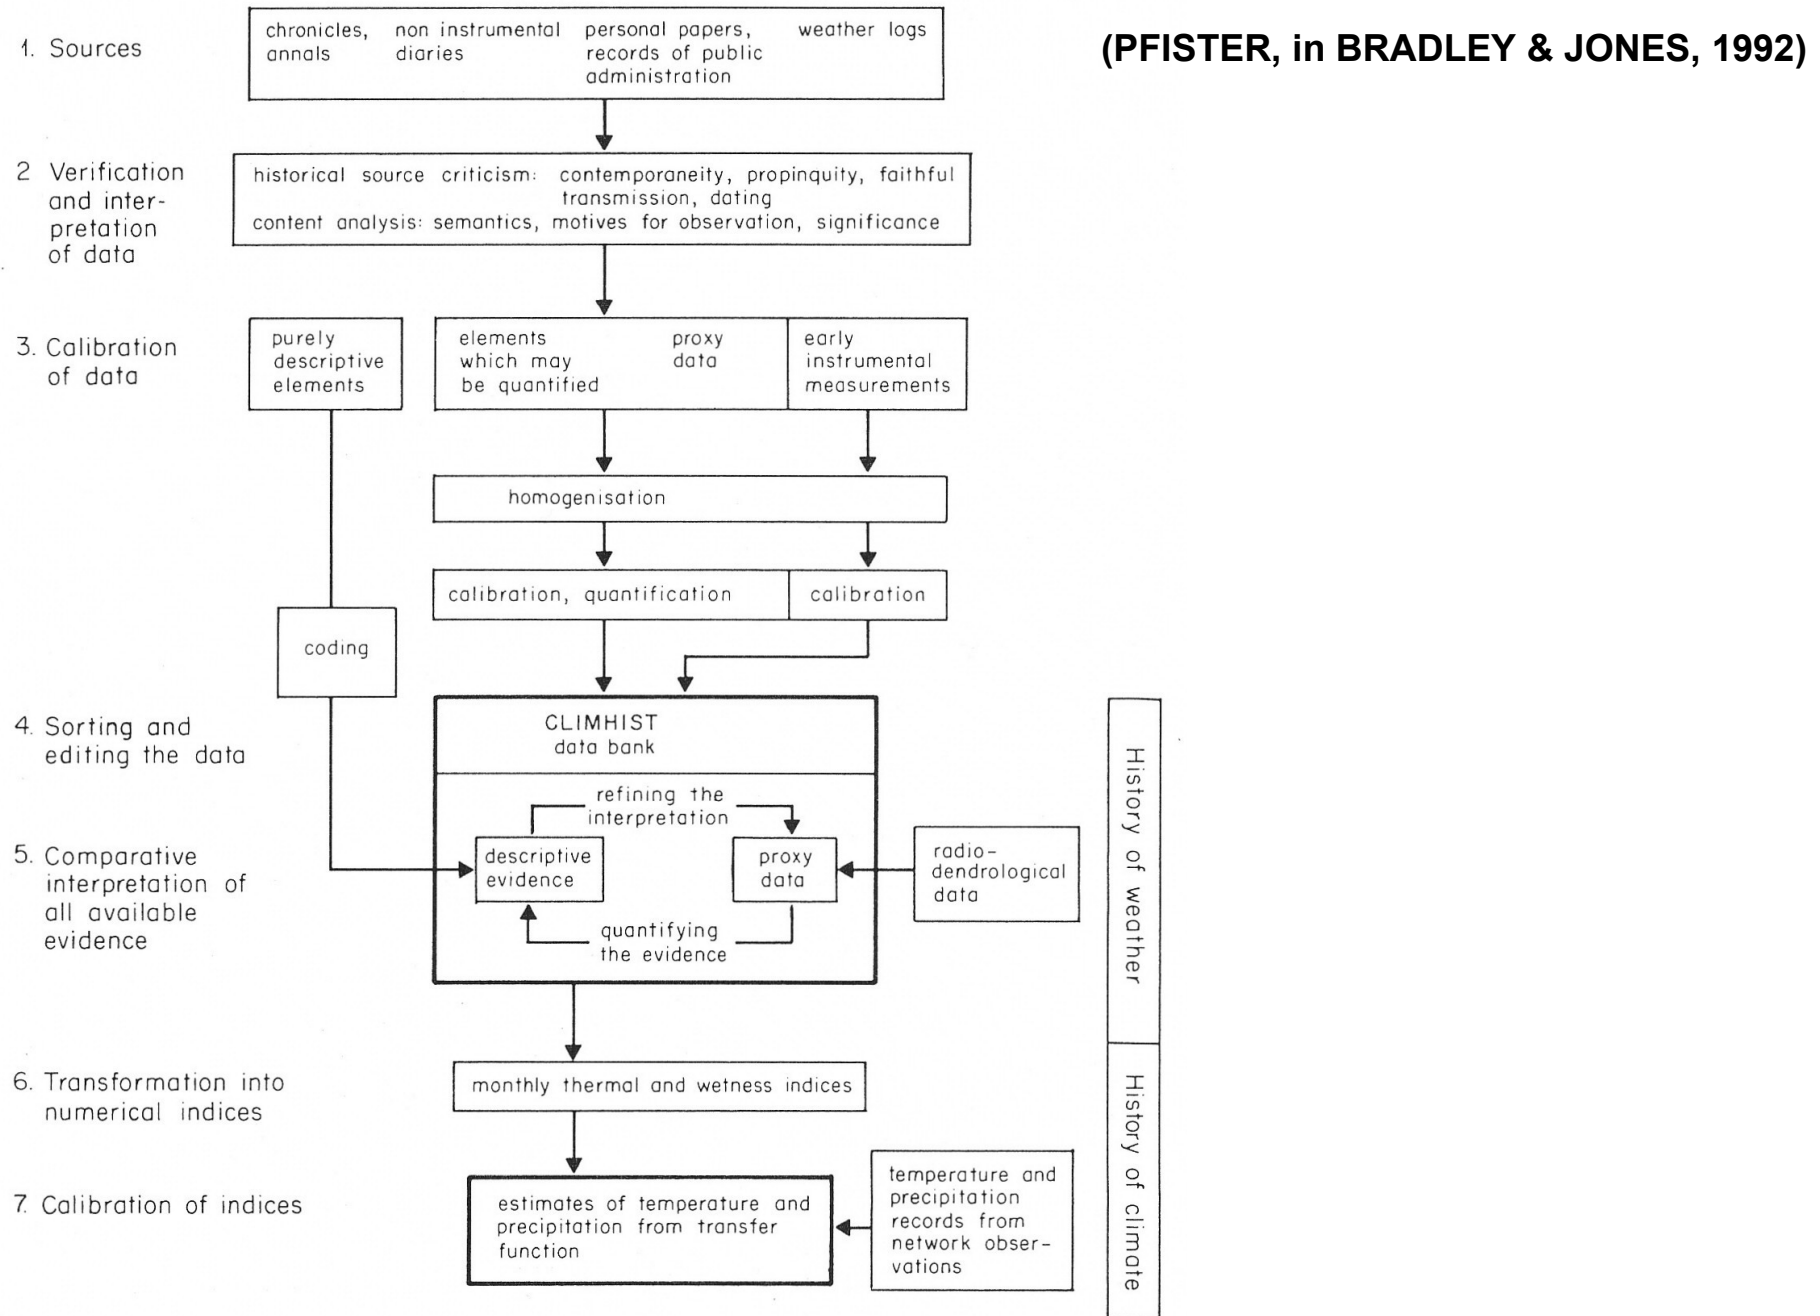 (PFISTER, in BRADLEY & JONES, 1992)
1. Sources
chronicles,
annals
non instrumental
diaries
personal papers,
records of public
administration
weather logs
2 Verification
and inter-
pretation
of data
historical source criticism: contemporaneity, propinquity, faithful
transmission, dating
content analysis: semantics, motives for observation, significance
3. Calibration
of data
purely
descriptive
elements
elements
which may
be quantified
proxy
data
early
instrumental
measurements
homogenisation
calibration, quantification
calibration
coding
4. Sorting and
editing the data
CLIMHIST
data bank
5. Comparative
interpretation of
all available
evidence
refining the
interpretation
descriptive
evidence
proxy
data
quantifying
the evidence
radio-
dendrological
data
History of weather
6. Transformation into
numerical indices
monthly thermal and wetness indices
7. Calibration of indices
estimates of temperature and
precipitation from transfer
function
temperature and
precipitation
records from
network obser-
vations
History of climate